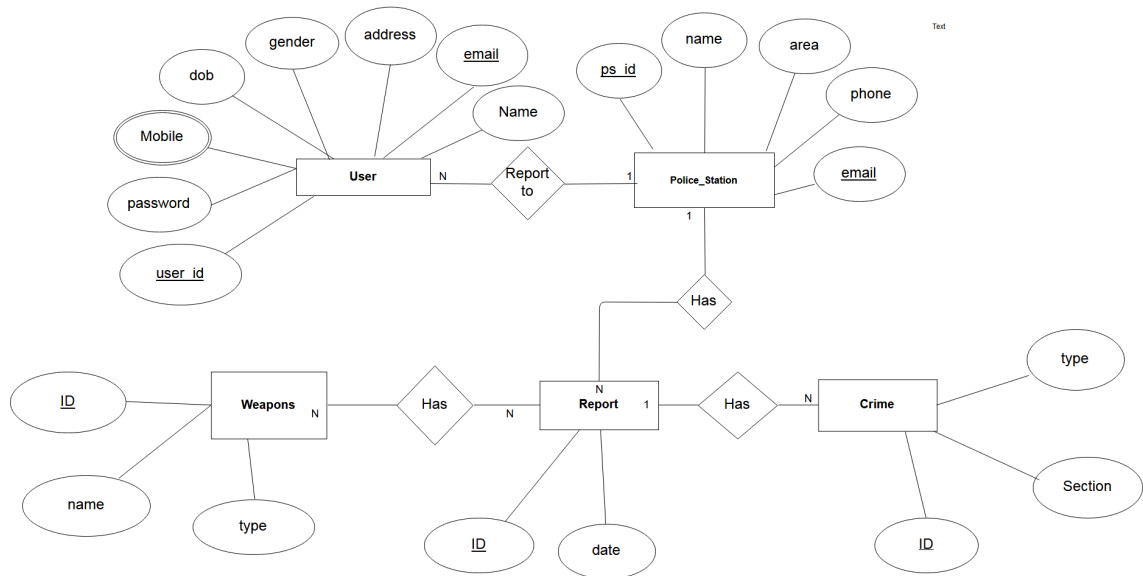 Text
gender
address
name
area
email
dob
ps_id
phone
Name
Mobile
User
N
Report
to
1
Police_Station
email
password
1
user_id
Has
type
ID
Weapons
N
Has
N
N
Report
1
Has
N
Crime
name
type
Section
ID
date
ID